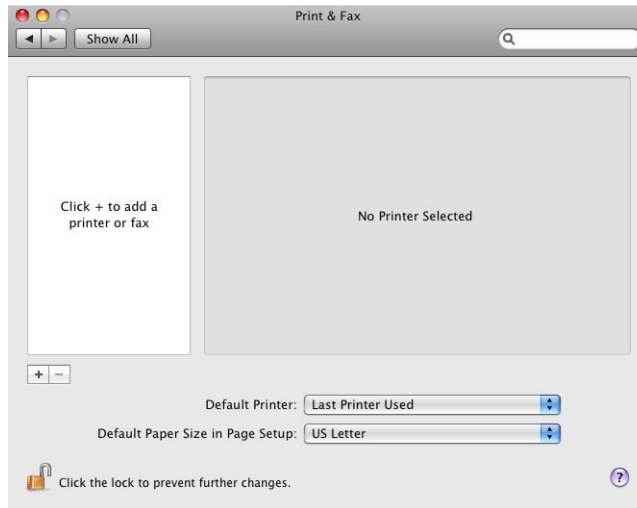 Print & Fax
Show All
Click + to add a
printer or fax
No Printer Selected
+ −
Default Printer: Last Printer Used
Default Paper Size in Page Setup: US Letter
Click the lock to prevent further changes.
?